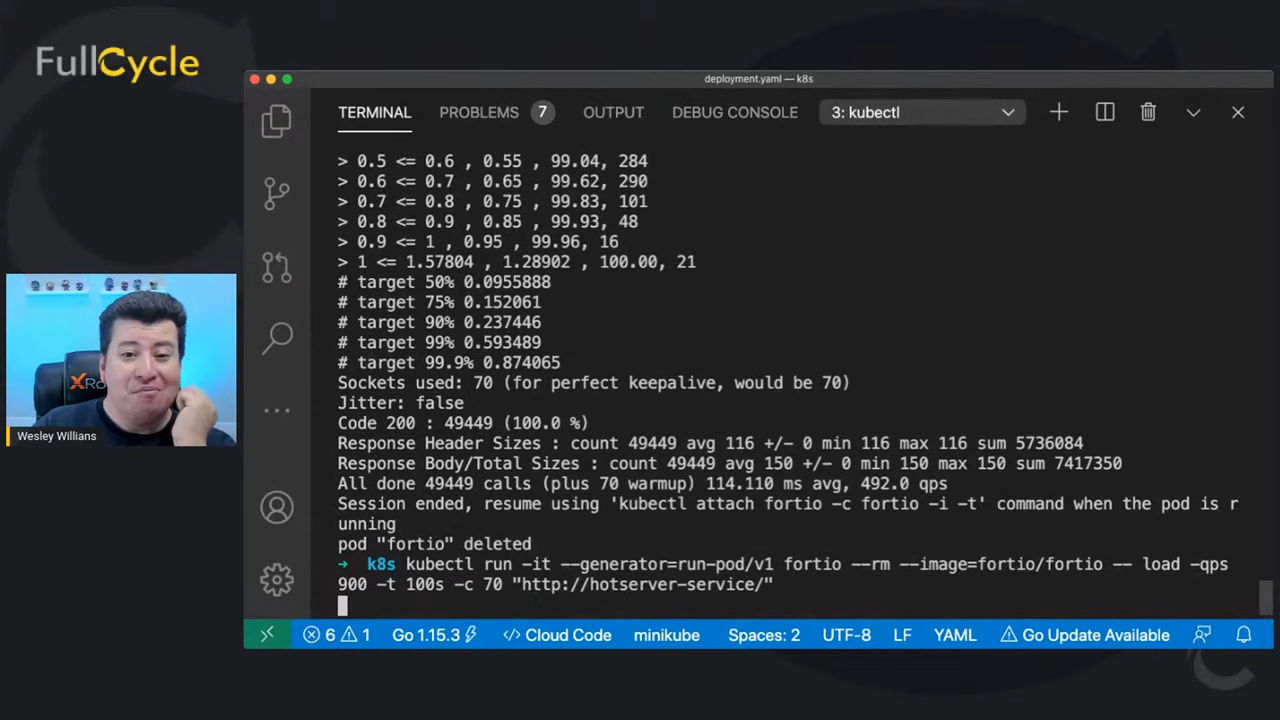 FullCycle
deployment.yaml — k8s
TERMINAL PROBLEMS 7 OUTPUT DEBUG CONSOLE 3: kubectl
> 0.5 <= 0.6 , 0.55 , 99.04, 284
> 0.6 <= 0.7 , 0.65 , 99.62, 290
> 0.7 <= 0.8 , 0.75 , 99.83, 101
> 0.8 <= 0.9 , 0.85 , 99.93, 48
> 0.9 <= 1 , 0.95 , 99.96, 16
> 1 <= 1.57804 , 1.28902 , 100.00, 21
# target 50% 0.0955888
# target 75% 0.152061
# target 90% 0.237446
# target 99% 0.593489
# target 99.9% 0.874065
Sockets used: 70 (for perfect keepalive, would be 70)
Jitter: false
Code 200 : 49449 (100.0 %)
Response Header Sizes : count 49449 avg 116 +/- 0 min 116 max 116 sum 5736084
Response Body/Total Sizes : count 49449 avg 150 +/- 0 min 150 max 150 sum 7417350
All done 49449 calls (plus 70 warmup) 114.110 ms avg, 492.0 qps
Session ended, resume using 'kubectl attach fortio -c fortio -i -t' command when the pod is r
unning
pod "fortio" deleted
→ k8s kubectl run -it --generator=run-pod/v1 fortio --rm --image=fortio/fortio -- load -qps
900 -t 100s -c 70 "http://hotserver-service/"
6 1 Go 1.15.3 Cloud Code minikube Spaces: 2 UTF-8 LF YAML Go Update Available
XRo
Wesley Willians